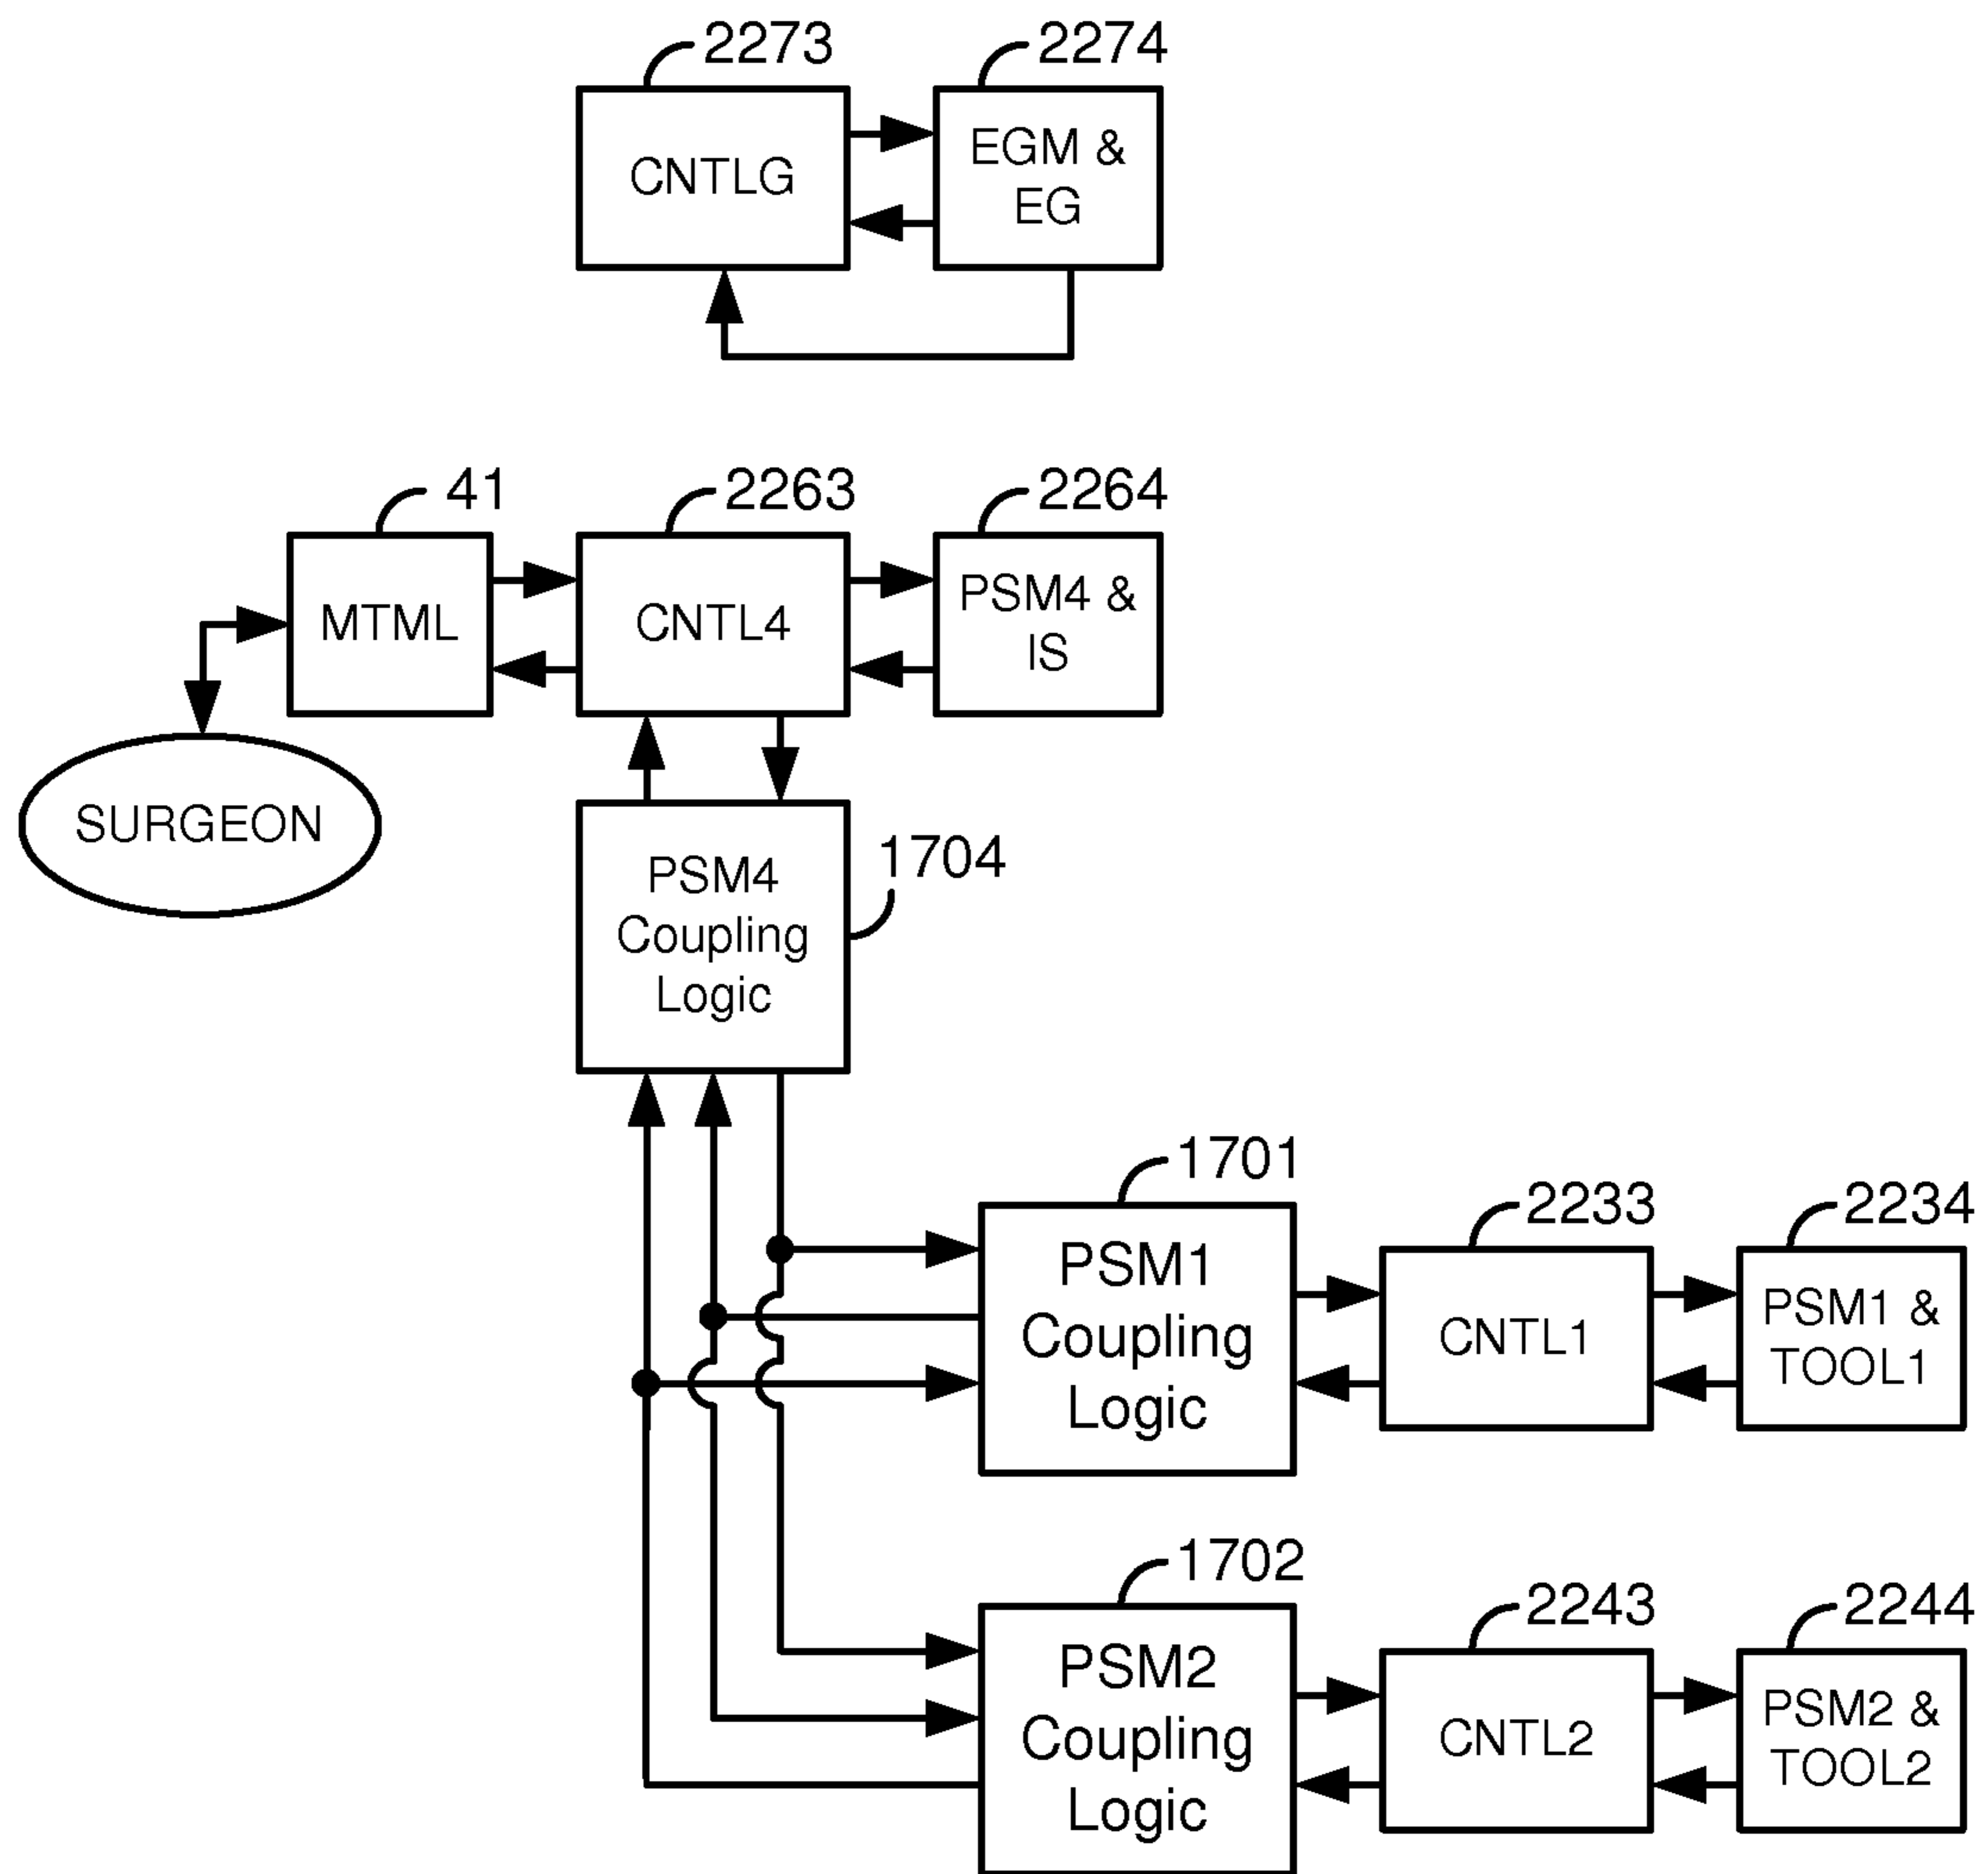 2273
2274
CNTLG
EGM &
EG
41
2263
2264
MTML
CNTL4
PSM4 &
IS
SURGEON
1704
PSM4
Coupling
Logic
1701
2233
2234
PSM1
Coupling
Logic
CNTL1
PSM1 &
TOOL1
1702
2243
2244
PSM2
Coupling
Logic
CNTL2
PSM2 &
TOOL2